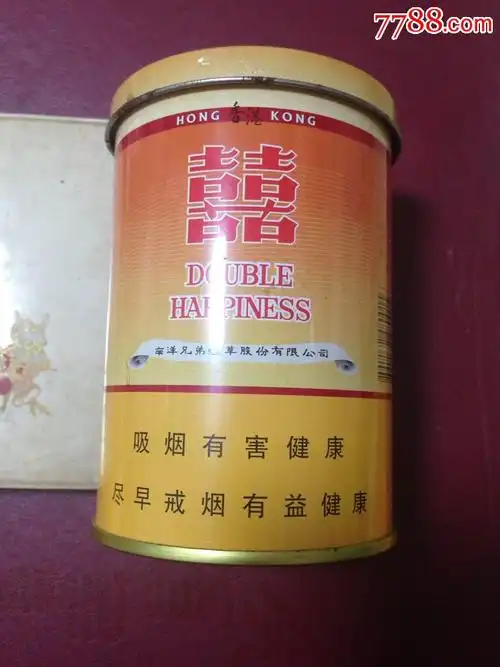 7788.com
HONG 香港 KONG
囍
DOUBLE
HAPPINESS
南洋兄弟烟草股份有限公司
吸烟有害健康
尽早戒烟有益健康